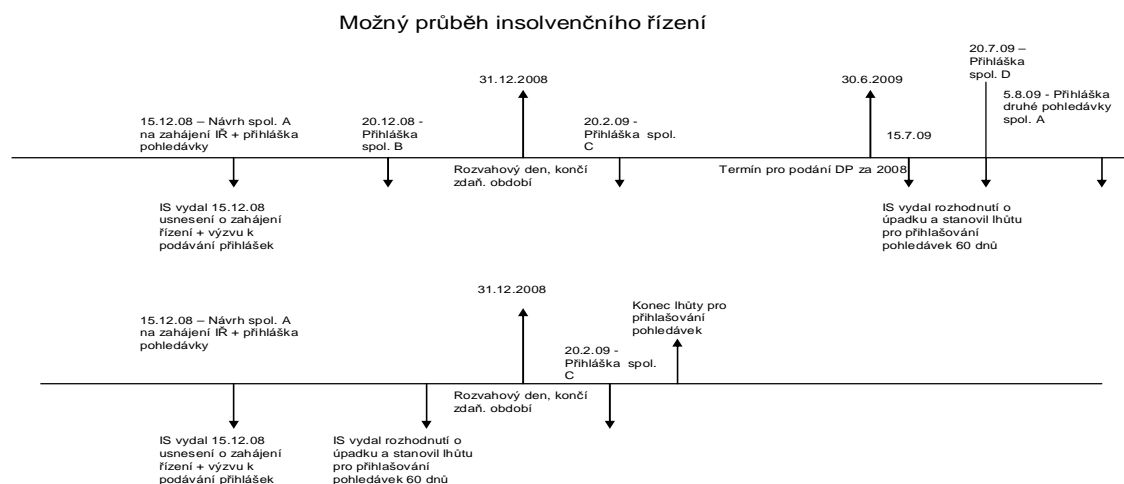 Možný průběh insolvenčního řízení
20.7.09 –
Přihláška
spol. D
31.12.2008
30.6.2009
5.8.09 - Přihláška
druhé pohledávky
spol. A
15.12.08 – Návrh spol. A
na zahájení IŘ + přihláška
pohledávky
20.12.08 -
Přihláška
spol. B
20.2.09 -
Přihláška spol.
C
15.7.09
Rozvahový den, končí
zdaň. období
Termín pro podání DP za 2008
IS vydal 15.12.08
usnesení o zahájení
řízení + výzvu k
podávání přihlášek
IS vydal rozhodnutí o
úpadku a stanovil lhůtu
pro přihlašování
pohledávek 60 dnů
31.12.2008
Konec lhůty pro
přihlašování
pohledávek
15.12.08 – Návrh spol. A
na zahájení IŘ + přihláška
pohledávky
20.2.09 -
Přihláška spol.
C
Rozvahový den, končí
zdaň. období
IS vydal 15.12.08
usnesení o zahájení
řízení + výzvu k
podávání přihlášek
IS vydal rozhodnutí o
úpadku a stanovil lhůtu
pro přihlašování
pohledávek 60 dnů